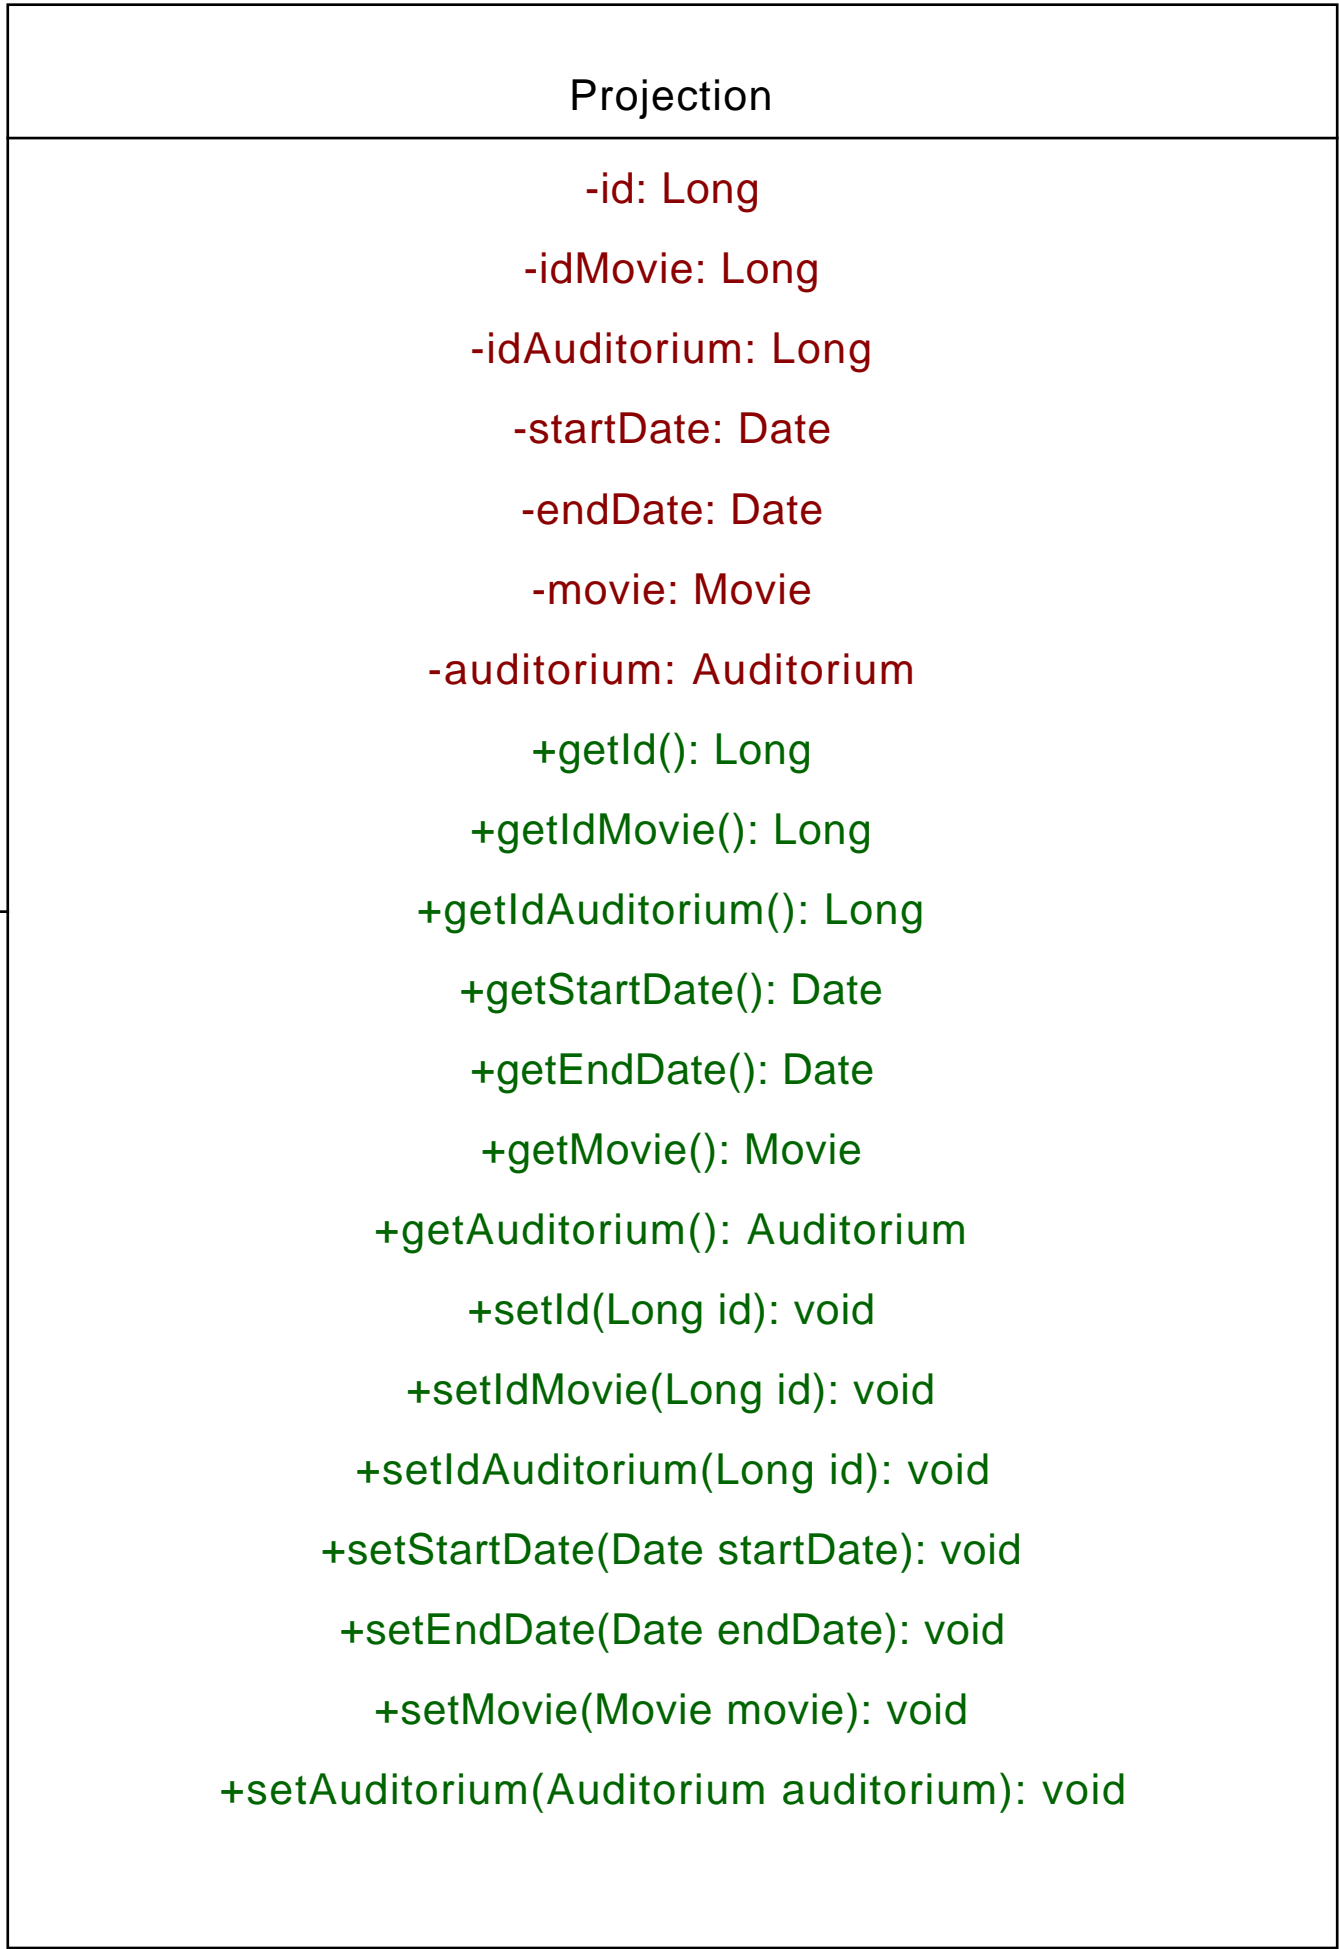 Projection
-id: Long
-idMovie: Long
-idAuditorium: Long
-startDate: Date
-endDate: Date
-movie: Movie
-auditorium: Auditorium
+getId(): Long
+getIdMovie(): Long
+getIdAuditorium(): Long
+getStartDate(): Date
+getEndDate(): Date
+getMovie(): Movie
+getAuditorium(): Auditorium
+setId(Long id): void
+setIdMovie(Long id): void
+setIdAuditorium(Long id): void
+setStartDate(Date startDate): void
+setEndDate(Date endDate): void
+setMovie(Movie movie): void
+setAuditorium(Auditorium auditorium): void